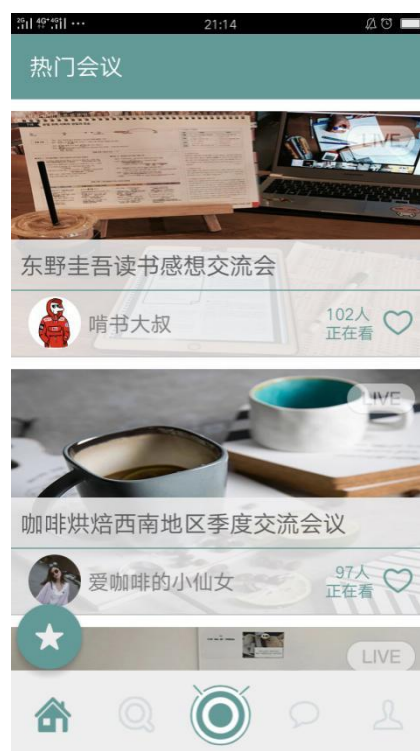 21:14
热门会议
LIVE
东野圭吾读书感想交流会
啃书大叔
102人
正在看
LIVE
咖啡烘焙西南地区季度交流会议
爱咖啡的小仙女
97人
正在看
LIVE